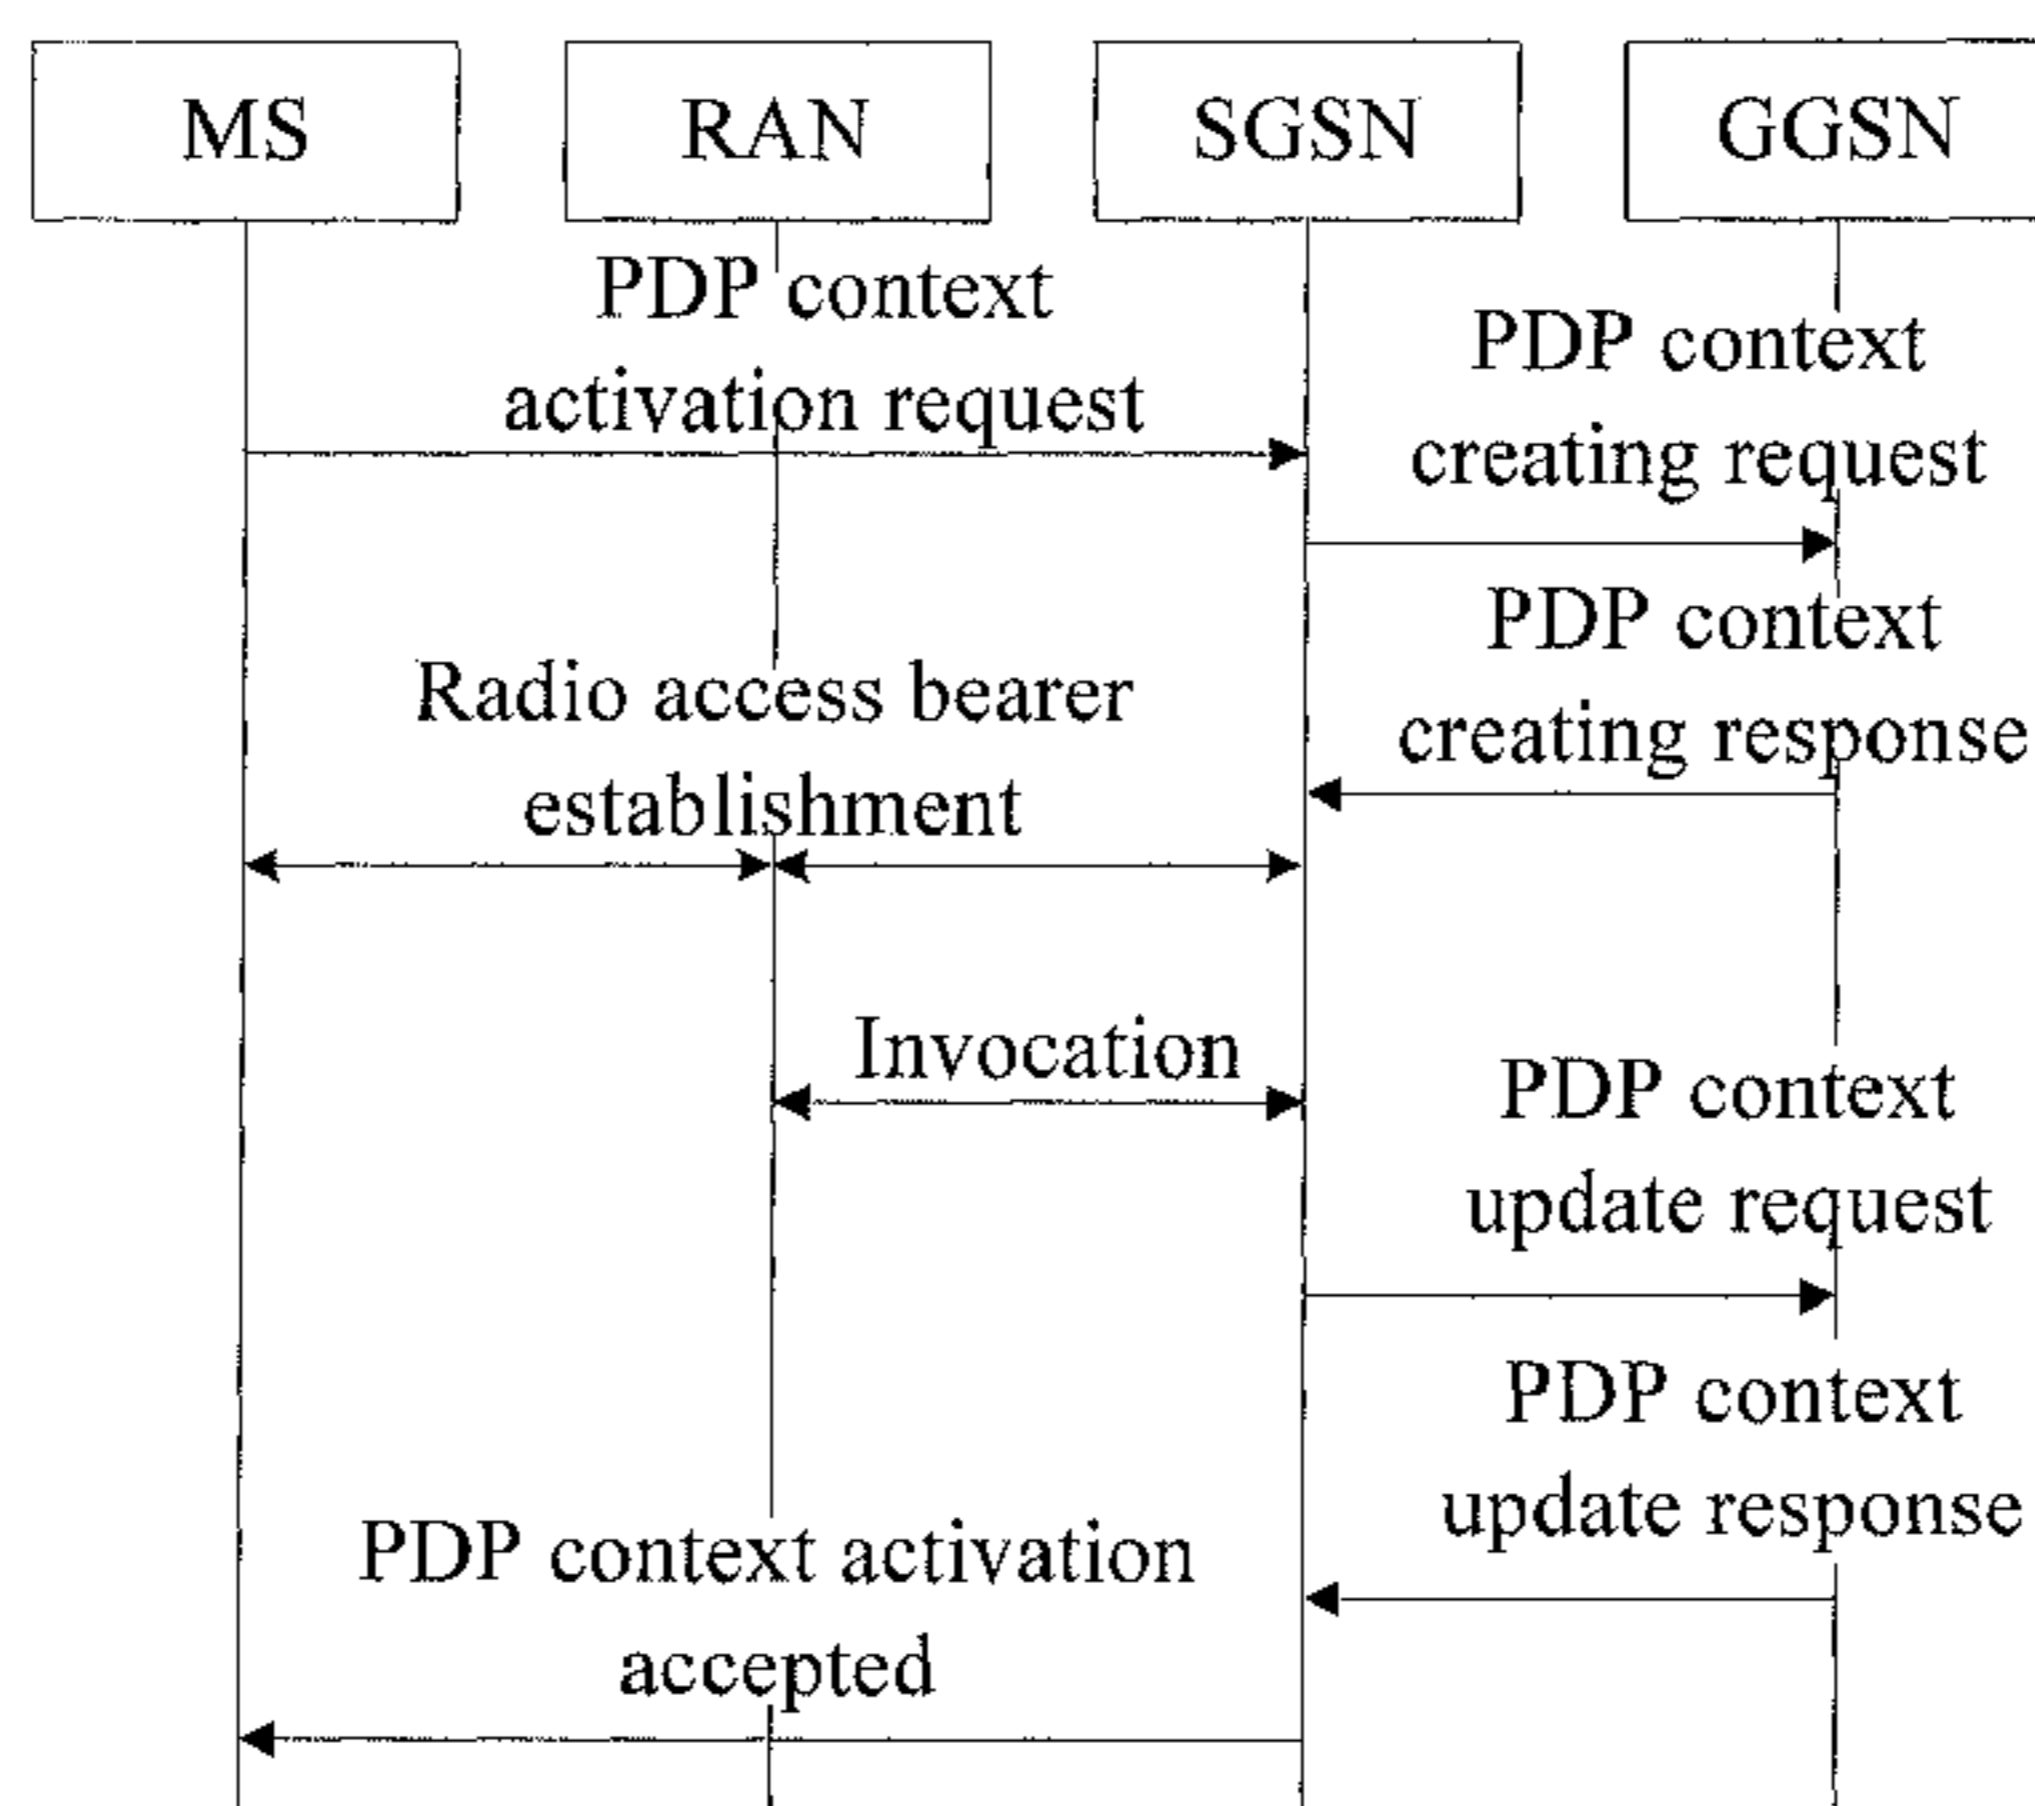 MS
RAN
SGSN
GGSN
PDP context
activation request
PDP context
creating request
PDP context
creating response
Radio access bearer
establishment
Invocation
PDP context
update request
PDP context
update response
PDP context activation
accepted